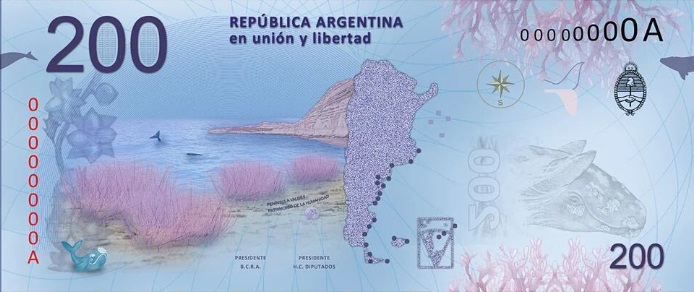 200
REPÚBLICA ARGENTINA
en unión y libertad
00000000A
00000000A
S
PENÍNSULA VALDÉS
PATRIMONIO DE LA HUMANIDAD
200
PRESIDENTE
B.C.R.A.
PRESIDENTE
H.C. DIPUTADOS
200